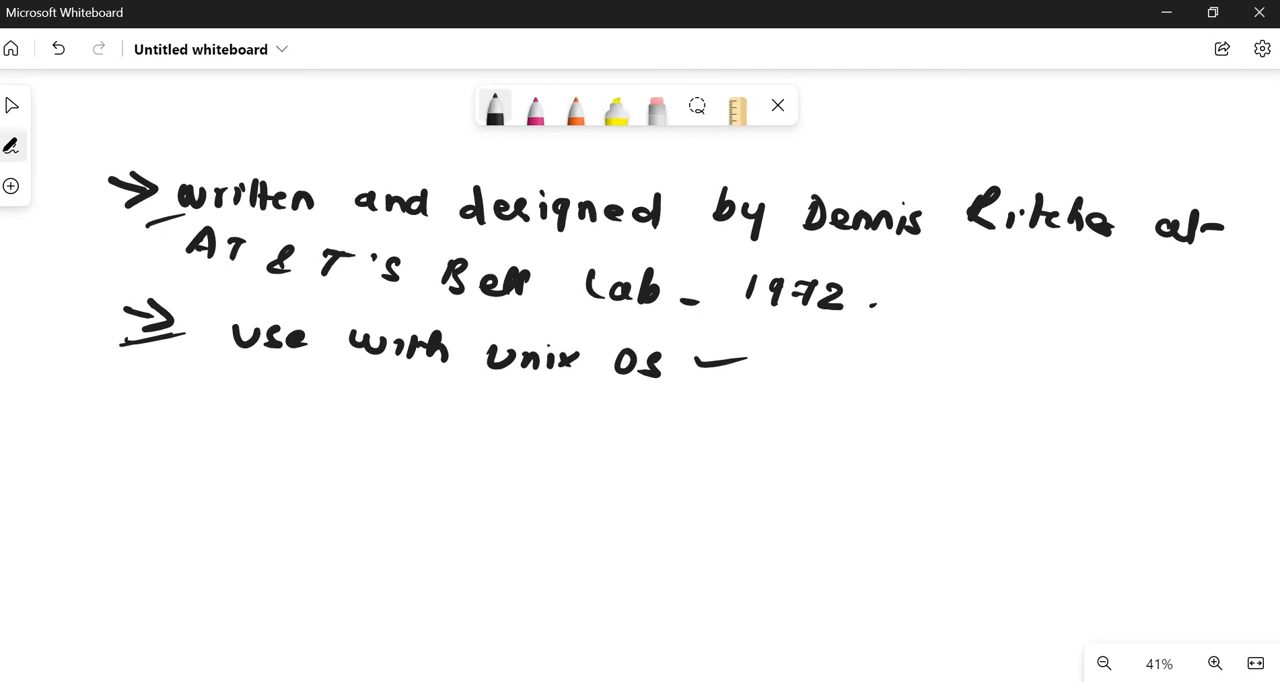 Microsoft Whiteboard
Untitled whiteboard
written and designed by Dennis Ritche at
AT & T's Bell Lab - 1972.
use with unix OS
41%